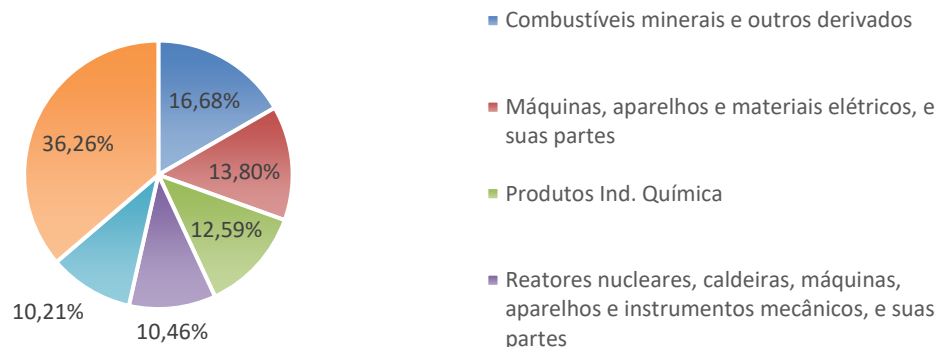 16,68%
13,80%
12,59%
10,46%
10,21%
36,26%
Combustíveis minerais e outros derivados
Máquinas, aparelhos e materiais elétricos, e
suas partes
Produtos Ind. Química
Reatores nucleares, caldeiras, máquinas,
aparelhos e instrumentos mecânicos, e suas
partes